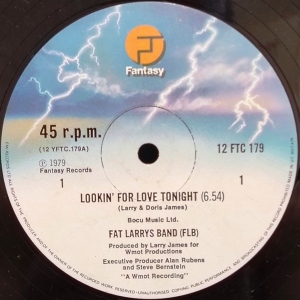 Fantasy
45 r.p.m.
(12 YFTC.179A)
12 FTC 179
℗ 1979
Fantasy Records
1
1
LOOKIN' FOR LOVE TONIGHT (6.54)
(Larry & Doris James)
Bocu Music Ltd.
FAT LARRYS BAND (FLB)
Produced by Larry James for
Wmot Productions
Executive Producer Alan Rubens
and Steve Bernstein
"A Wmot Recording"